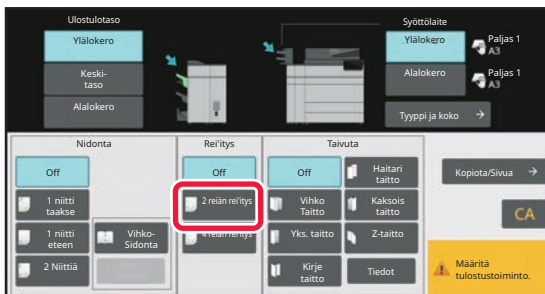 Ulostulotaso
Ylälokero
Keski-
taso
Alalokero
Syöttölaite
Ylälokero
Paljas 1
A3
Alalokero
Paljas 1
A3
Tyyppi ja koko
Nidonta
Off
1 niitti
taakse
1 niitti
eteen
2 Niittiä
Vihko-
Sidonta
Rei'itys
Off
2 reiän rei'itys
4 reiän rei'itys
Taivuta
Off
Haitari
taitto
Vihko
Taitto
Kaksois
taitto
Yks. taitto
Z-taitto
Kirje
taitto
Tiedot
Kopiota/Sivua
CA
Määritä
tulostustoiminto.